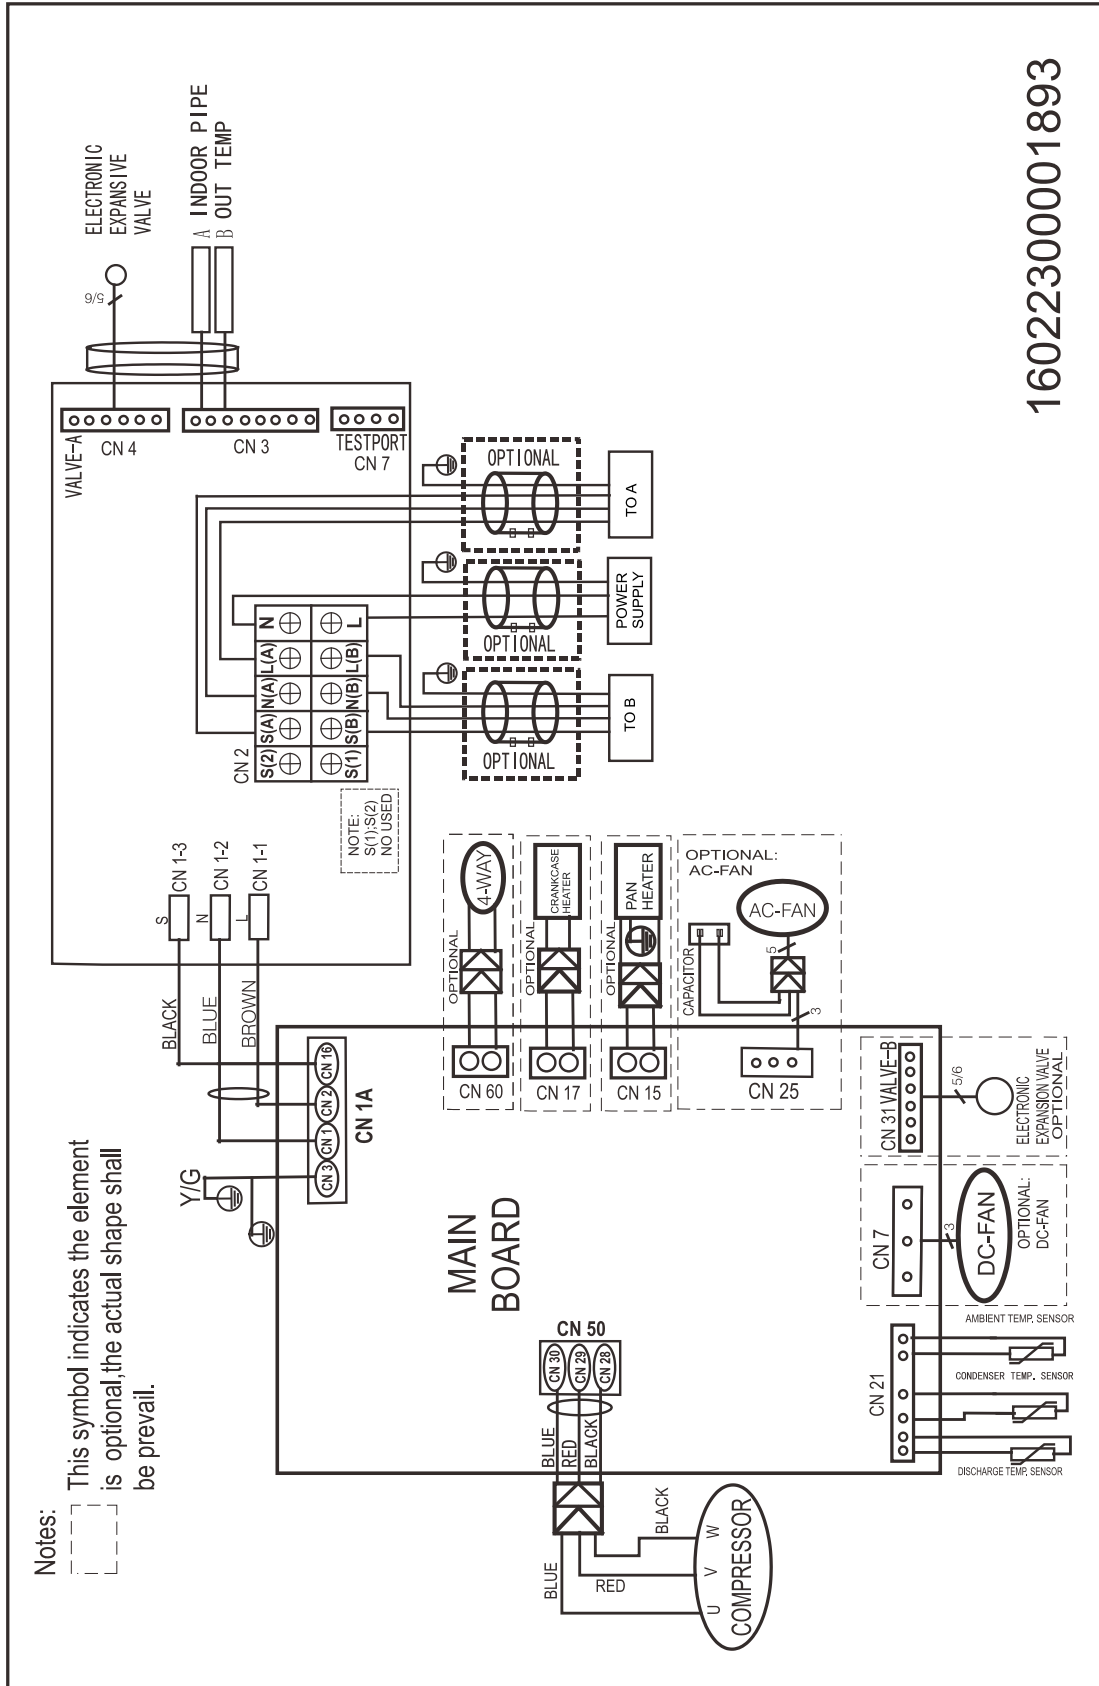 ELECTRONIC
EXPANSIVE
VALVE
A INDOOR PIPE
B OUT TEMP
5/6
16022300001893
VALVE-A
CN 4
CN 3
TESTPORT
CN 7
OPTIONAL
TO A
POWER
SUPPLY
OPTIONAL
TO B
OPTIONAL
CN 2
N
L(A)
N(A)
S(A)
S(2)
L
L(B)
N(B)
S(B)
S(1)
NOTE:
S(1);S(2)
NO USED
S
N
L
CN 1-3
CN 1-2
CN 1-1
BLACK
BLUE
BROWN
Y/G
CN 16
CN 2
CN 1
CN 3
CN 1A
OPTIONAL
4-WAY
CN 60
OPTIONAL
CRANKCASE
HEATER
CN 17
OPTIONAL
PAN
HEATER
CN 15
OPTIONAL:
AC-FAN
AC-FAN
CAPACITOR
5
3
CN 25
CN 31 VALVE-B
5/6
ELECTRONIC
EXPANSION VALVE
OPTIONAL
CN 7
3
DC-FAN
OPTIONAL:
DC-FAN
MAIN
BOARD
CN 50
CN 30
CN 29
CN 28
BLUE
RED
BLACK
CN 21
AMBIENT TEMP. SENSOR
CONDENSER TEMP. SENSOR
DISCHARGE TEMP. SENSOR
BLUE
RED
BLACK
U
V
W
COMPRESSOR
Notes:
This symbol indicates the element
is optional,the actual shape shall
be prevail.